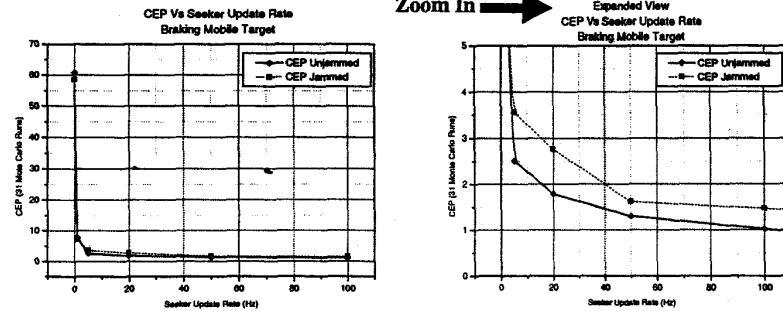 CEP Vs Seeker Update Rate
Braking Mobile Target
70
60
50
40
30
20
10
0
CEP (31 Mote Carlo Runs)
CEP Unjammed
CEP Jammed
0
20
40
60
80
100
Seeker Update Rate (Hz)
Zoom In
Expanded View
CEP Vs Seeker Update Rate
Braking Mobile Target
5
4
3
2
1
0
CEP (31 Monte Carlo Runs)
CEP Unjammed
CEP Jammed
0
20
40
60
80
100
Seeker Update Rate (Hz)